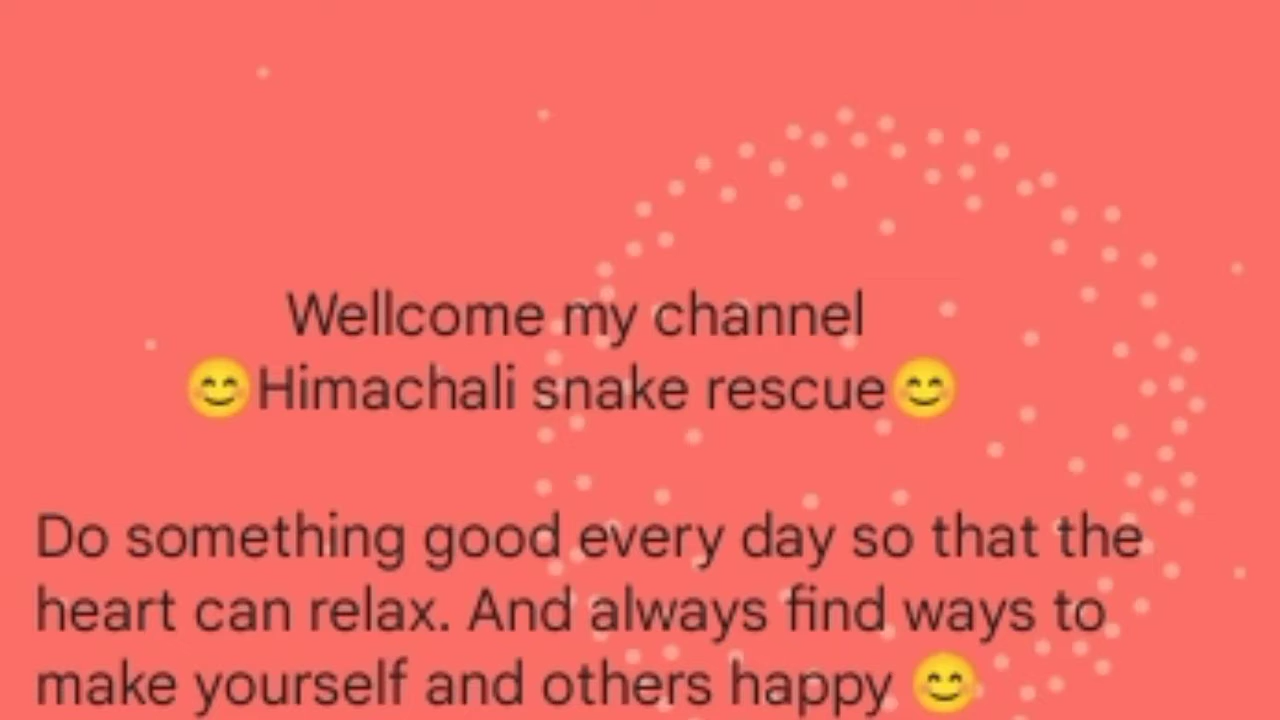 Wellcome my channel
😊Himachali snake rescue😊
Do something good every day so that the
heart can relax. And always find ways to
make yourself and others happy 😊